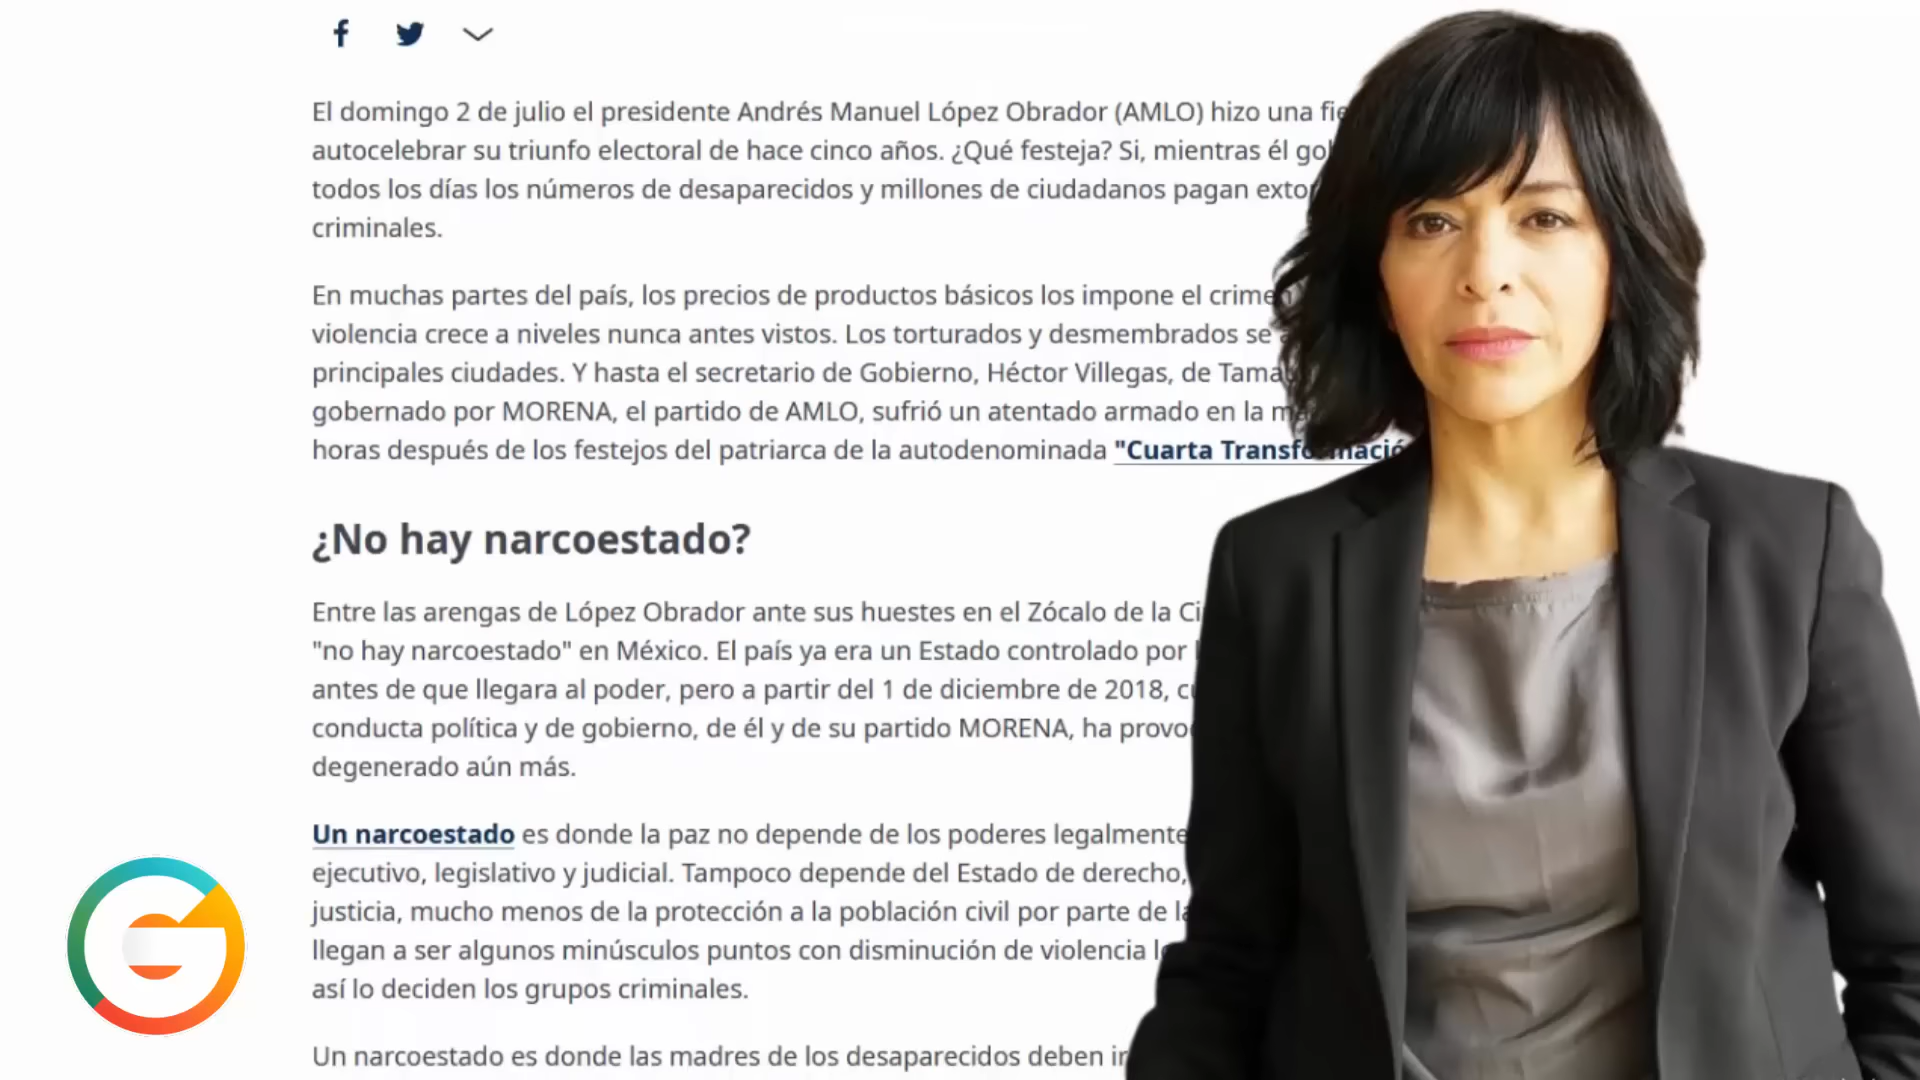 El domingo 2 de julio el presidente Andrés Manuel López Obrador (AMLO) hizo una
autocelebrar su triunfo electoral de hace cinco años. ¿Qué festeja? Si, mientras él
todos los días los números de desaparecidos y millones de ciudadanos pagan
criminales.
En muchas partes del país, los precios de productos básicos los impone el crimen
violencia crece a niveles nunca antes vistos. Los torturados y desmembrados se
principales ciudades. Y hasta el secretario de Gobierno, Héctor Villegas, de
gobernado por MORENA, el partido de AMLO, sufrió un atentado armado en la
horas después de los festejos del patriarca de la autodenominada "Cuarta Transformació
¿No hay narcoestado?
Entre las arengas de López Obrador ante sus huestes en el Zócalo de la
"no hay narcoestado" en México. El país ya era un Estado controlado por
antes de que llegara al poder, pero a partir del 1 de diciembre de 2018,
conducta política y de gobierno, de él y de su partido MORENA, ha
degenerado aún más.
Un narcoestado es donde la paz no depende de los poderes legalmente
ejecutivo, legislativo y judicial. Tampoco depende del Estado de derecho,
justicia, mucho menos de la protección a la población civil por parte de
llegan a ser algunos minúsculos puntos con disminución de violencia
así lo deciden los grupos criminales.
Un narcoestado es donde las madres de los desaparecidos deben